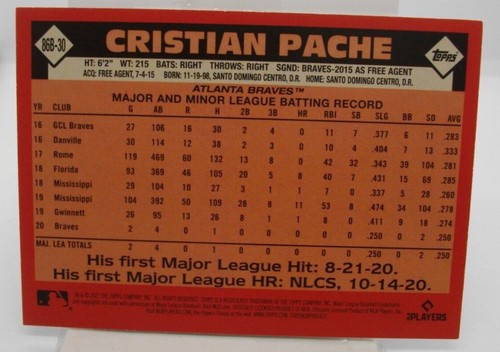 86B-30
CRISTIAN PACHE
Topps
HT: 6'2" WT: 215 BATS: RIGHT THROWS: RIGHT SGND: BRAVES-2015 AS FREE AGENT
ACQ: FREE AGENT, 7-4-15 BORN: 11-19-98, SANTO DOMINGO CENTRO, D.R. HOME: SANTO DOMINGO CENTRO, D.R.
ATLANTA BRAVES™
MAJOR AND MINOR LEAGUE BATTING RECORD
YR CLUB G AB R H 2B 3B HR RBI SB SLG BB SO AVG
16 GCL Braves 27 106 16 30 2 4 0 11 7 .377 6 11 .283
16 Danville 30 114 12 38 2 3 0 10 4 .404 7 13 .333
17 Rome 119 469 60 132 13 8 0 42 32 .343 39 104 .281
18 Florida 93 369 46 105 20 5 8 40 7 .431 15 69 .285
18 Mississippi 29 104 10 27 3 1 1 7 0 .337 5 28 .260
19 Mississippi 104 392 50 109 28 8 11 53 8 .474 34 104 .278
19 Gwinnett 26 95 13 26 8 1 1 8 0 .411 9 18 .274
20 Braves 2 4 0 1 0 0 0 0 0 .250 0 2 .250
MAJ. LEA TOTALS 2 4 0 1 0 0 0 0 0 .250 0 2 .250
His first Major League Hit: 8-21-20.
His first Major League HR: NLCS, 10-14-20.
PLAYERS